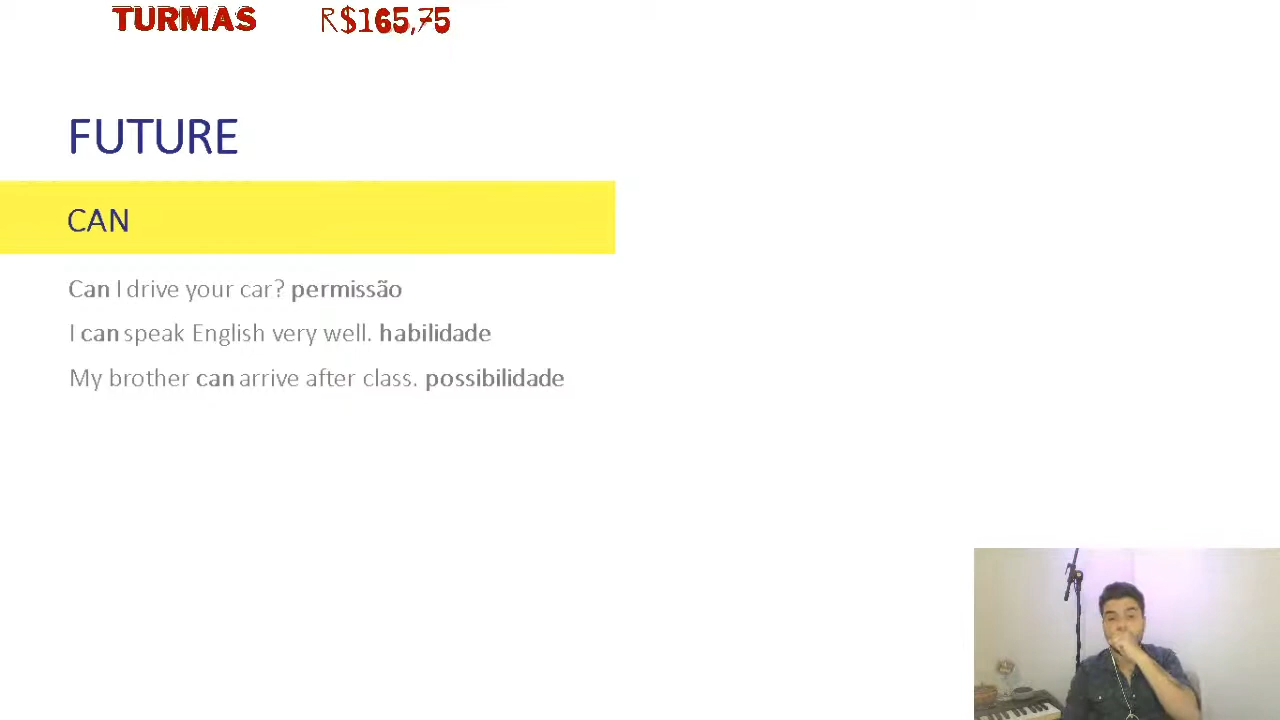 TURMAS R$165,75
FUTURE
CAN
Can I drive your car? permissão
I can speak English very well. habilidade
My brother can arrive after class. possibilidade